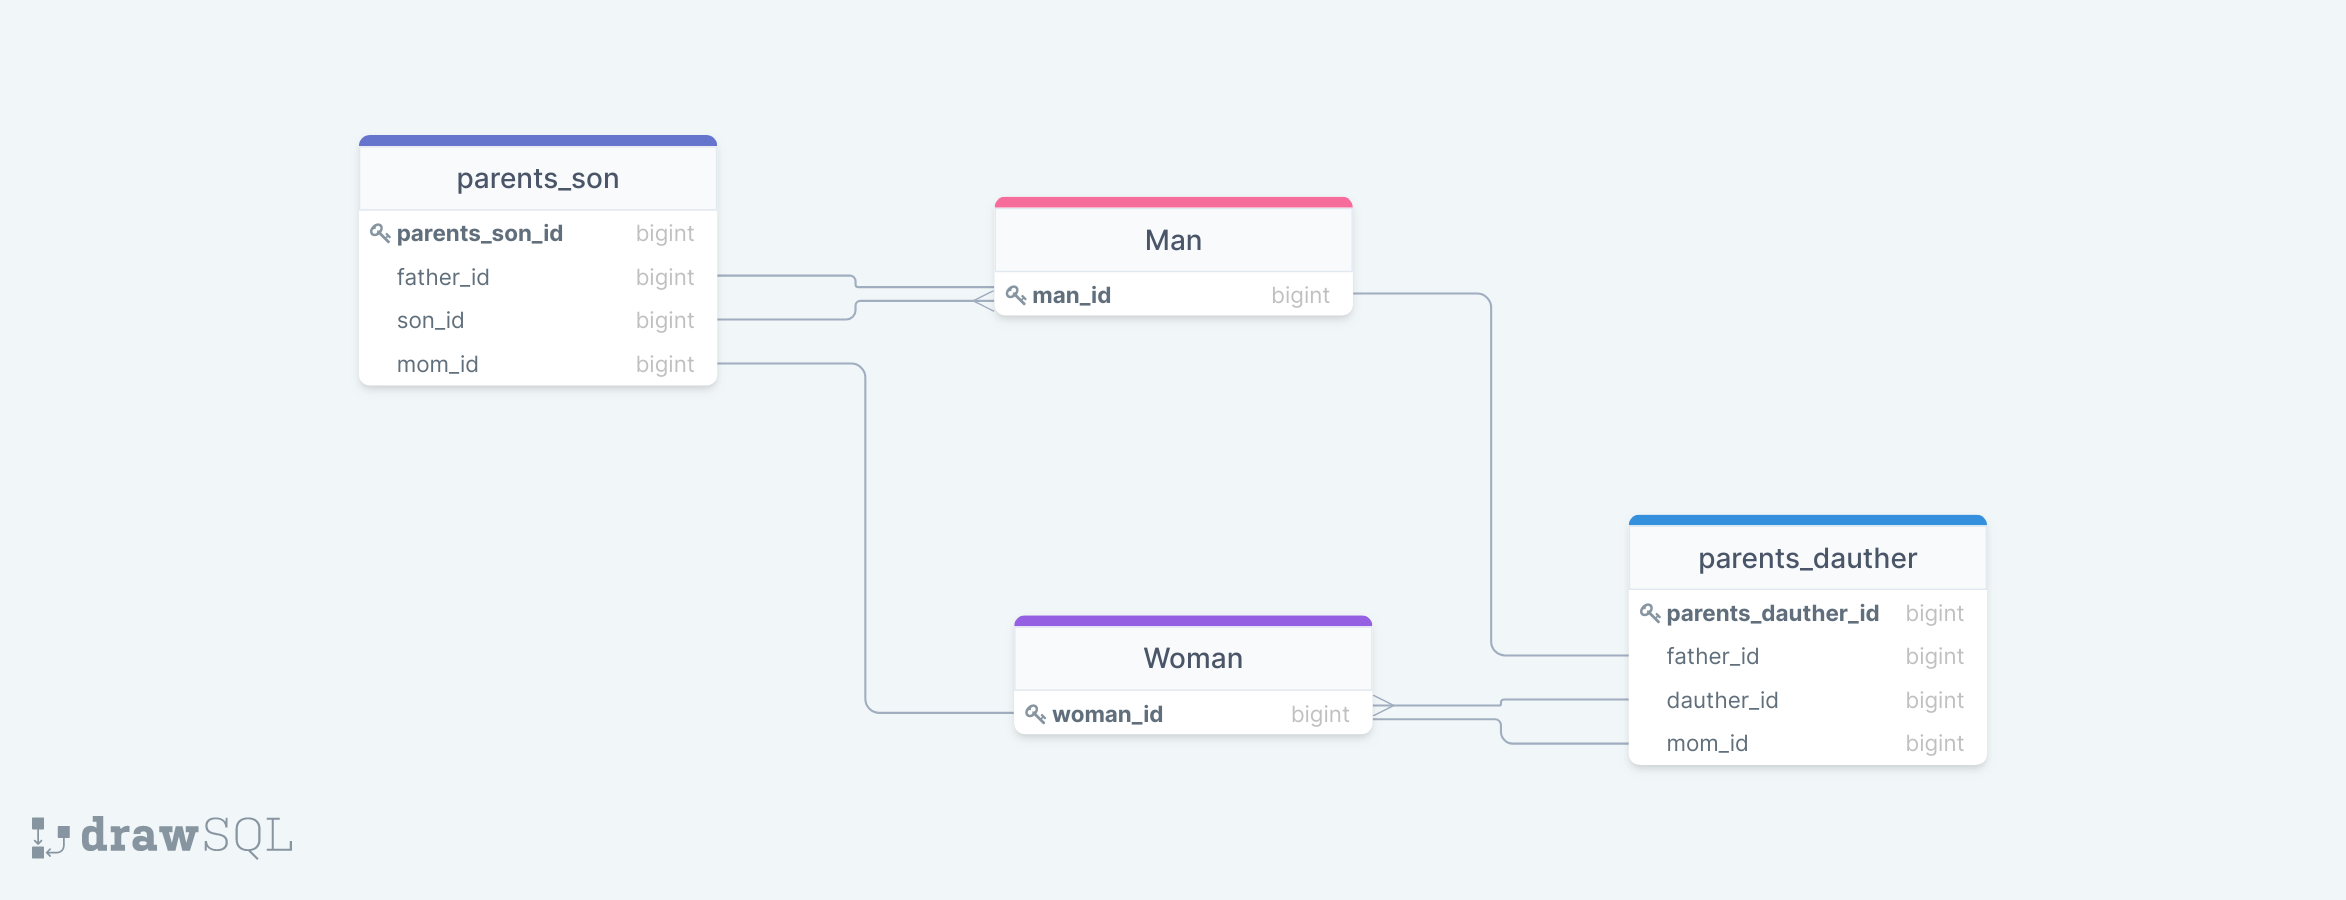 parents_son
parents_son_id bigint
father_id bigint
son_id bigint
mom_id bigint
Man
man_id bigint
Woman
woman_id bigint
parents_dauther
parents_dauther_id bigint
father_id bigint
dauther_id bigint
mom_id bigint
drawSQL